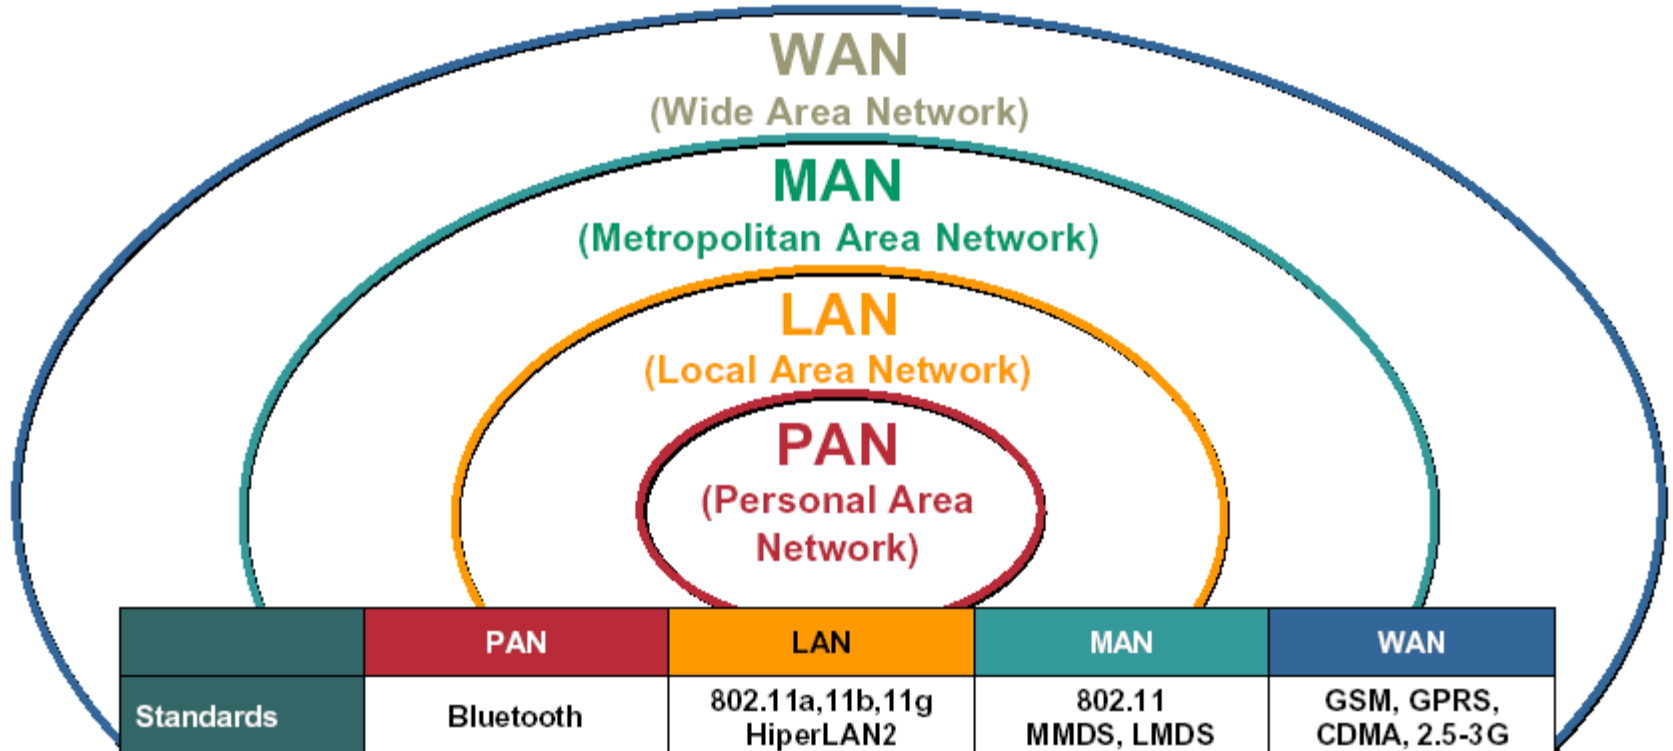 WAN
(Wide Area Network)
MAN
(Metropolitan Area Network)
LAN
(Local Area Network)
PAN
(Personal Area
Network)
PAN LAN MAN WAN
Standards Bluetooth 802.11a,11b,11g 802.11 GSM, GPRS,
HiperLAN2 MMDS, LMDS CDMA, 2.5-3G